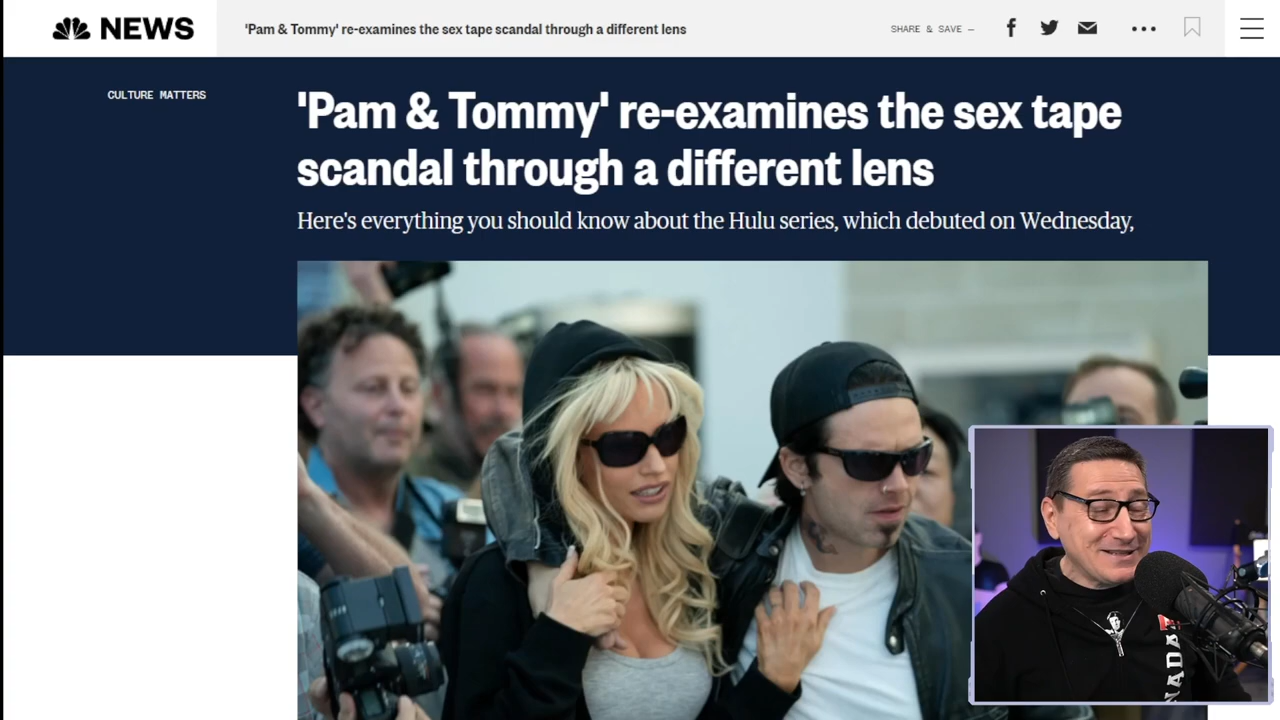 NEWS
'Pam & Tommy' re-examines the sex tape scandal through a different lens
SHARE & SAVE —
CULTURE MATTERS
'Pam & Tommy' re-examines the sex tape
scandal through a different lens
Here's everything you should know about the Hulu series, which debuted on Wednesday,
NADA